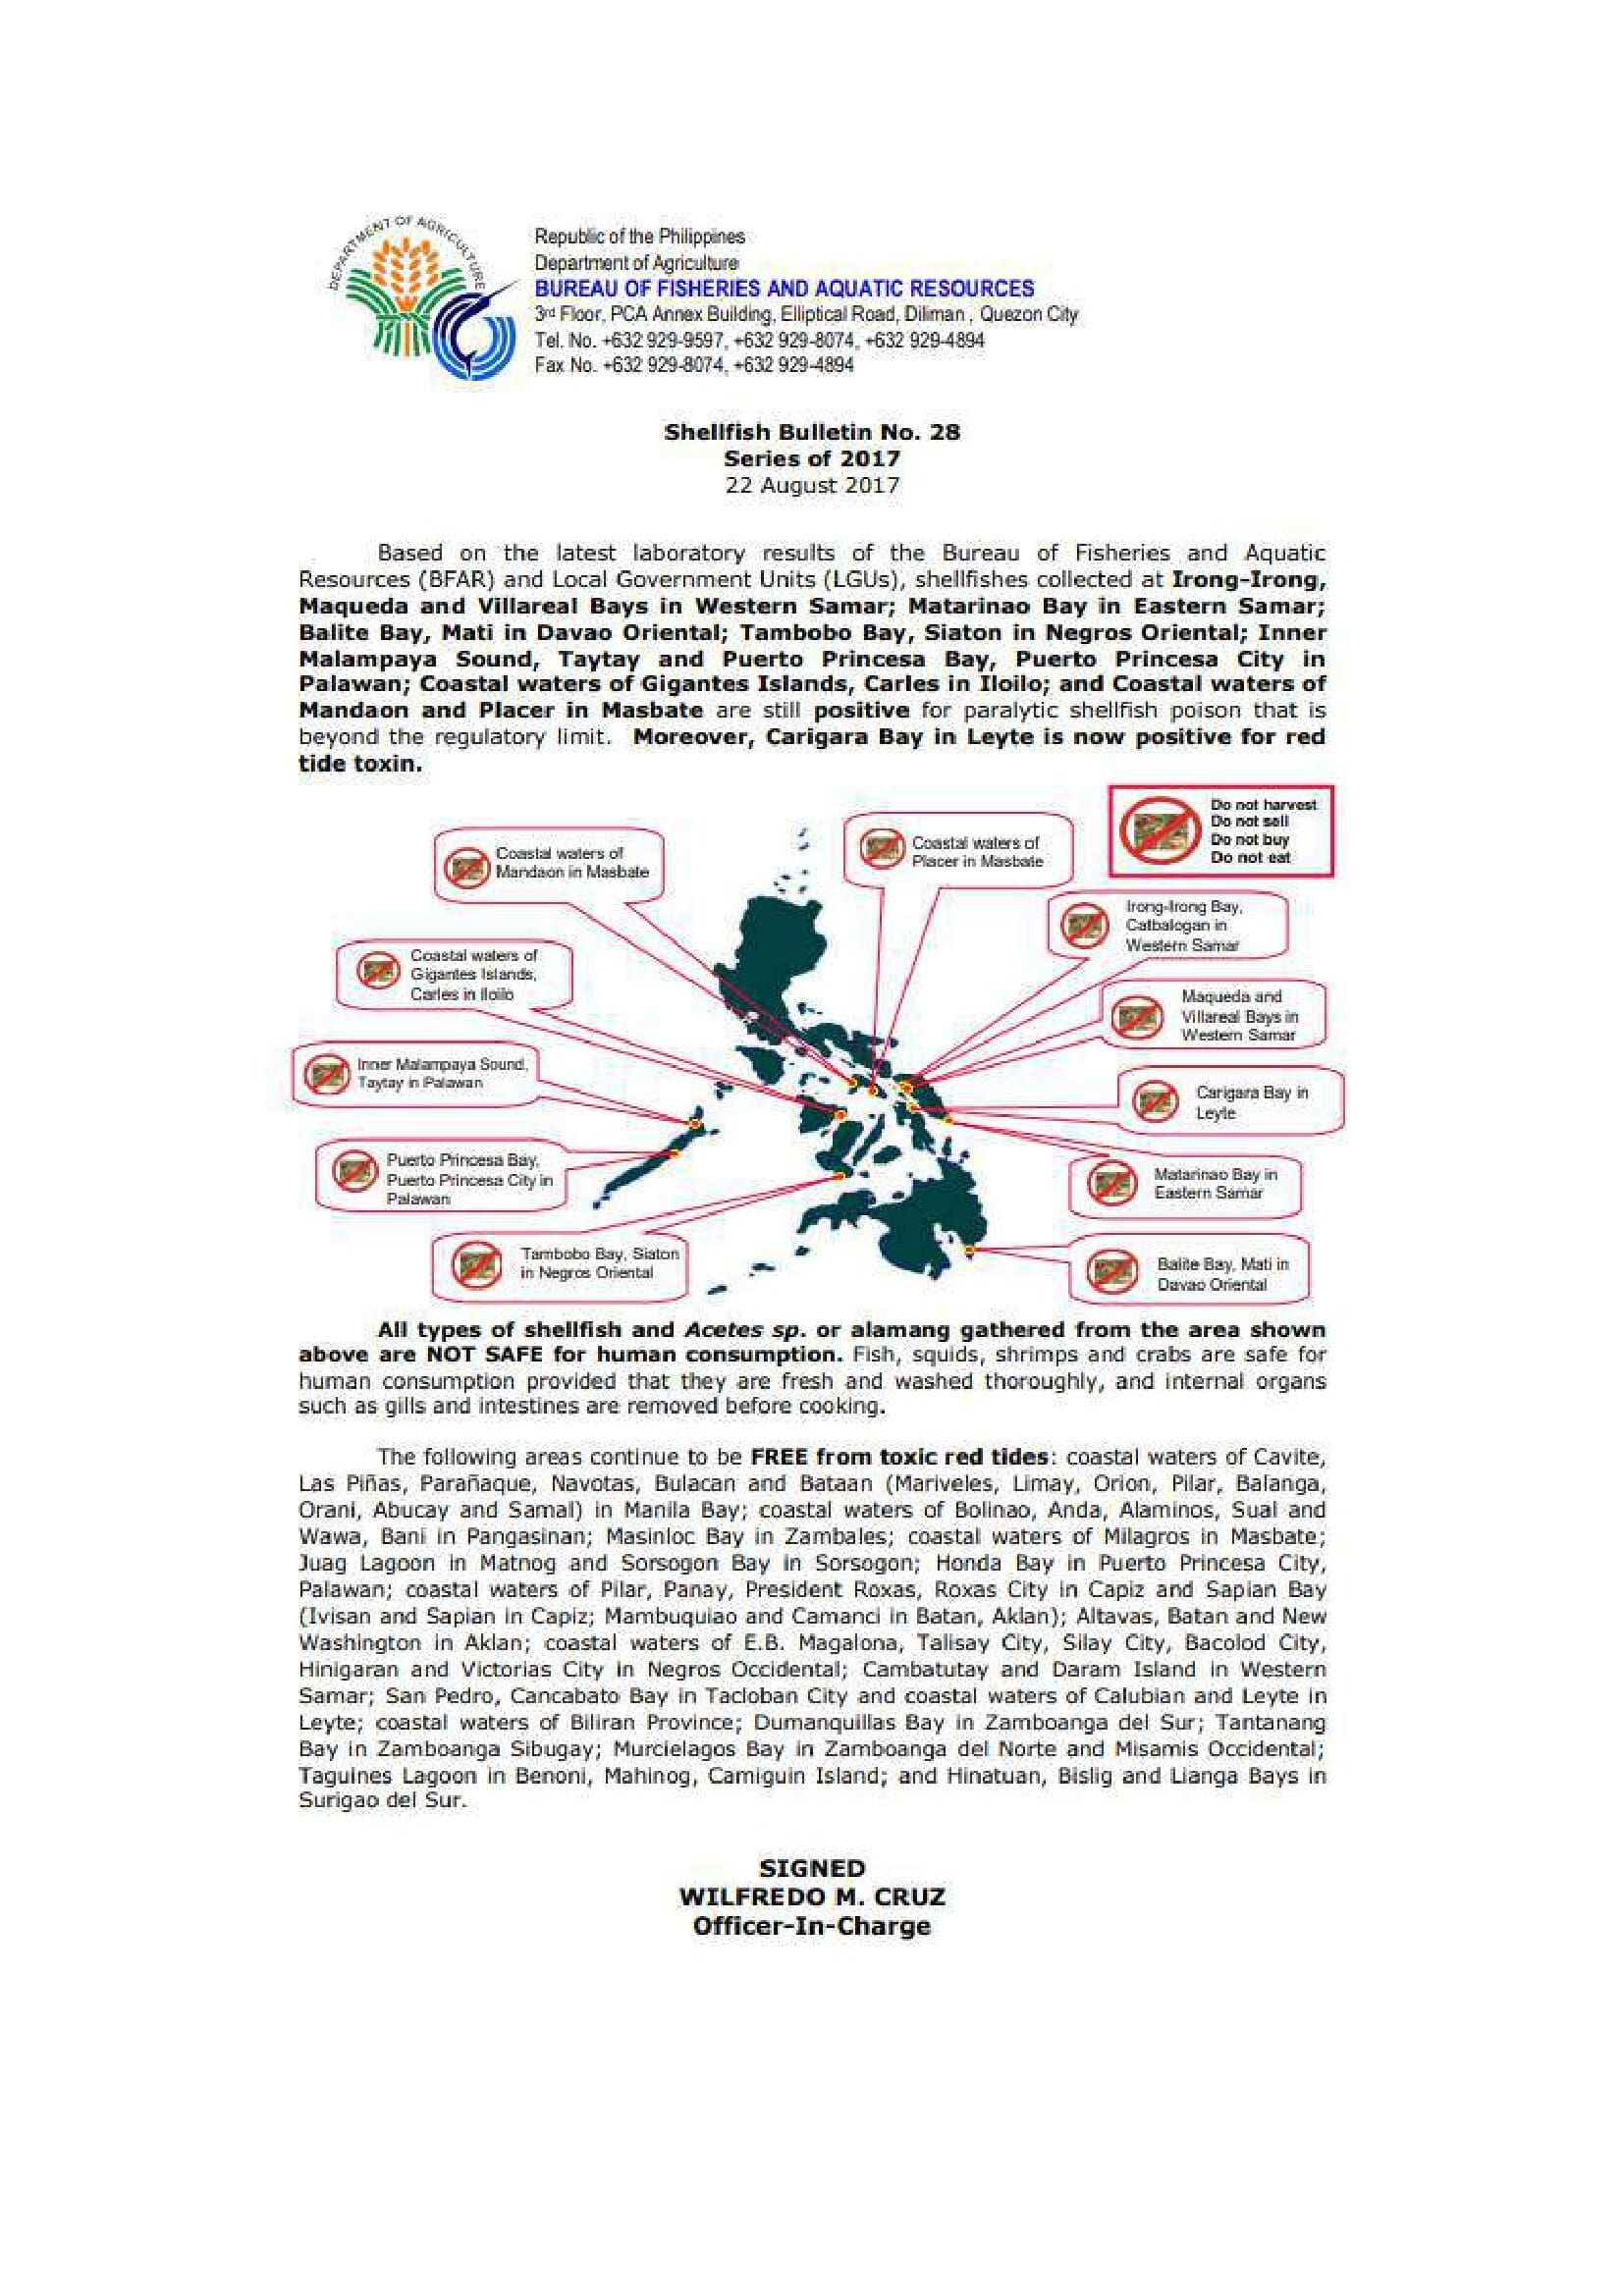 DEPARTMENT OF AGRICULTURE
Republic of the Philippines
Department of Agriculture
BUREAU OF FISHERIES AND AQUATIC RESOURCES
3rd Floor, PCA Annex Building, Elliptical Road, Diliman , Quezon City
Tel. No. +632 929-9597, +632 929-8074, +632 929-4894
Fax No. +632 929-8074, +632 929-4894
Shellfish Bulletin No. 28
Series of 2017
22 August 2017
Based on the latest laboratory results of the Bureau of Fisheries and Aquatic
Resources (BFAR) and Local Government Units (LGUs), shellfishes collected at Irong-Irong,
Maqueda and Villareal Bays in Western Samar; Matarinao Bay in Eastern Samar;
Balite Bay, Mati in Davao Oriental; Tambobo Bay, Siaton in Negros Oriental; Inner
Malampaya Sound, Taytay and Puerto Princesa Bay, Puerto Princesa City in
Palawan; Coastal waters of Gigantes Islands, Carles in Iloilo; and Coastal waters of
Mandaon and Placer in Masbate are still positive for paralytic shellfish poison that is
beyond the regulatory limit. Moreover, Carigara Bay in Leyte is now positive for red
tide toxin.
Do not harvest
Do not sell
Do not buy
Do not eat
Coastal waters of
Mandaon in Masbate
Coastal waters of
Placer in Masbate
Irong-Irong Bay,
Catbalogan in
Western Samar
Coastal waters of
Gigantes Islands,
Carles in Iloilo
Maqueda and
Villareal Bays in
Western Samar
Inner Malampaya Sound,
Taytay in Palawan
Carigara Bay in
Leyte
Puerto Princesa Bay,
Puerto Princesa City in
Palawan
Matarinao Bay in
Eastern Samar
Tambobo Bay, Siaton
in Negros Oriental
Balite Bay, Mati in
Davao Oriental
All types of shellfish and Acetes sp. or alamang gathered from the area shown
above are NOT SAFE for human consumption. Fish, squids, shrimps and crabs are safe for
human consumption provided that they are fresh and washed thoroughly, and internal organs
such as gills and intestines are removed before cooking.
The following areas continue to be FREE from toxic red tides: coastal waters of Cavite,
Las Piñas, Parañaque, Navotas, Bulacan and Bataan (Mariveles, Limay, Orion, Pilar, Balanga,
Orani, Abucay and Samal) in Manila Bay; coastal waters of Bolinao, Anda, Alaminos, Sual and
Wawa, Bani in Pangasinan; Masinloc Bay in Zambales; coastal waters of Milagros in Masbate;
Juag Lagoon in Matnog and Sorsogon Bay in Sorsogon; Honda Bay in Puerto Princesa City,
Palawan; coastal waters of Pilar, Panay, President Roxas, Roxas City in Capiz and Sapian Bay
(Ivisan and Sapian in Capiz; Mambuquiao and Camanci in Batan, Aklan); Altavas, Batan and New
Washington in Aklan; coastal waters of E.B. Magalona, Talisay City, Silay City, Bacolod City,
Hinigaran and Victorias City in Negros Occidental; Cambatutay and Daram Island in Western
Samar; San Pedro, Cancabato Bay in Tacloban City and coastal waters of Calubian and Leyte in
Leyte; coastal waters of Biliran Province; Dumanquillas Bay in Zamboanga del Sur; Tantanang
Bay in Zamboanga Sibugay; Murcielagos Bay in Zamboanga del Norte and Misamis Occidental;
Taguines Lagoon in Benoni, Mahinog, Camiguin Island; and Hinatuan, Bislig and Lianga Bays in
Surigao del Sur.
SIGNED
WILFREDO M. CRUZ
Officer-In-Charge